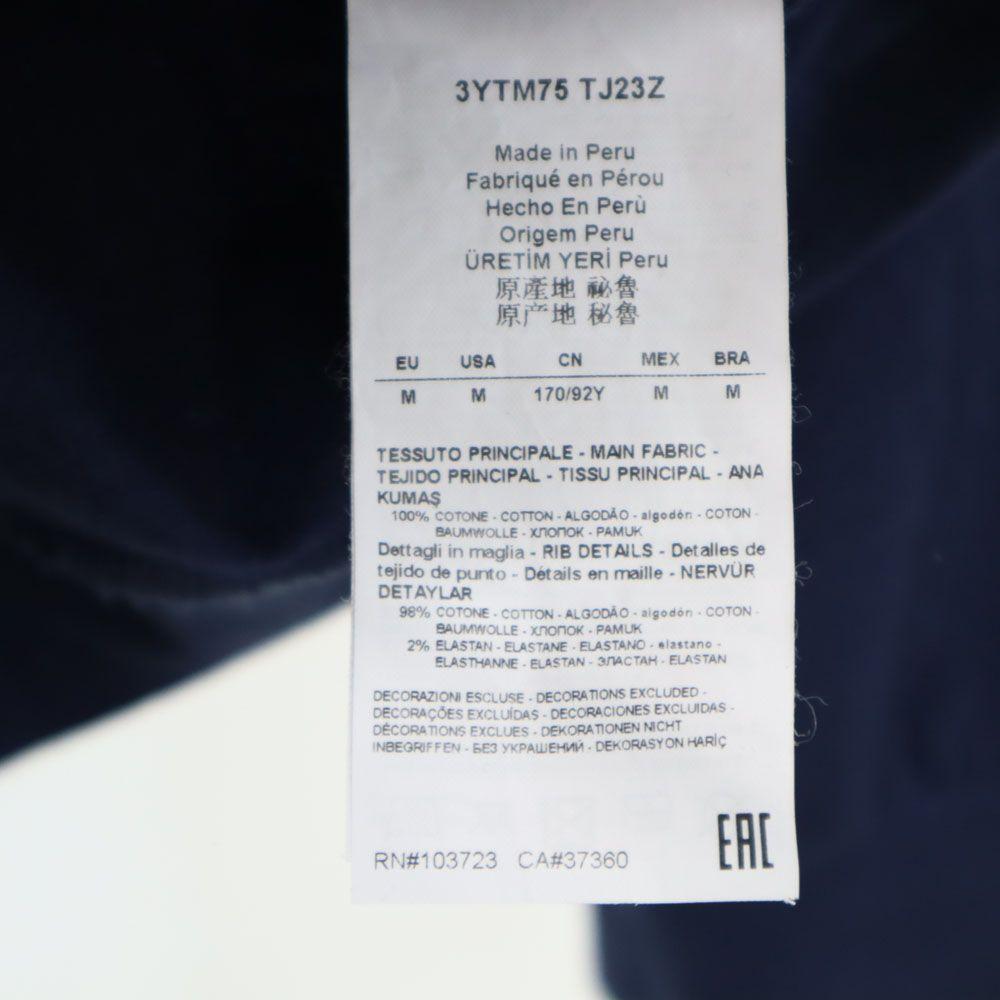 3YTM75 TJ23Z
Made in Peru
Fabriqué en Pérou
Hecho En Perù
Origem Peru
ÜRETİM YERİ Peru
原產地 祕魯
原产地 秘鲁
EU USA CN MEX BRA
M M 170/92Y M M
TESSUTO PRINCIPALE - MAIN FABRIC -
TEJIDO PRINCIPAL - TISSU PRINCIPAL - ANA
KUMAŞ
100% COTONE - COTTON - ALGODÃO - algodón - COTON -
BAUMWOLLE - ХЛОПОК - PAMUK
Dettagli in maglia - RIB DETAILS - Detalles de
tejido de punto - Détails en maille - NERVÜR
DETAYLAR
98% COTONE - COTTON - ALGODÃO - algodón - COTON -
BAUMWOLLE - ХЛОПОК - PAMUK
2% ELASTAN - ELASTANE - ELASTANO - elastano -
ELASTHANNE - ELASTAN - ЭЛАСТАН - ELASTAN
DECORAZIONI ESCLUSE - DECORATIONS EXCLUDED -
DECORAÇÕES EXCLUÍDAS - DECORACIONES EXCLUIDAS -
DÉCORATIONS EXCLUES - DEKORATIONEN NICHT
INBEGRIFFEN - БЕЗ УКРАШЕНИЙ - DEKORASYON HARİÇ
RN#103723 CA#37360
EAC